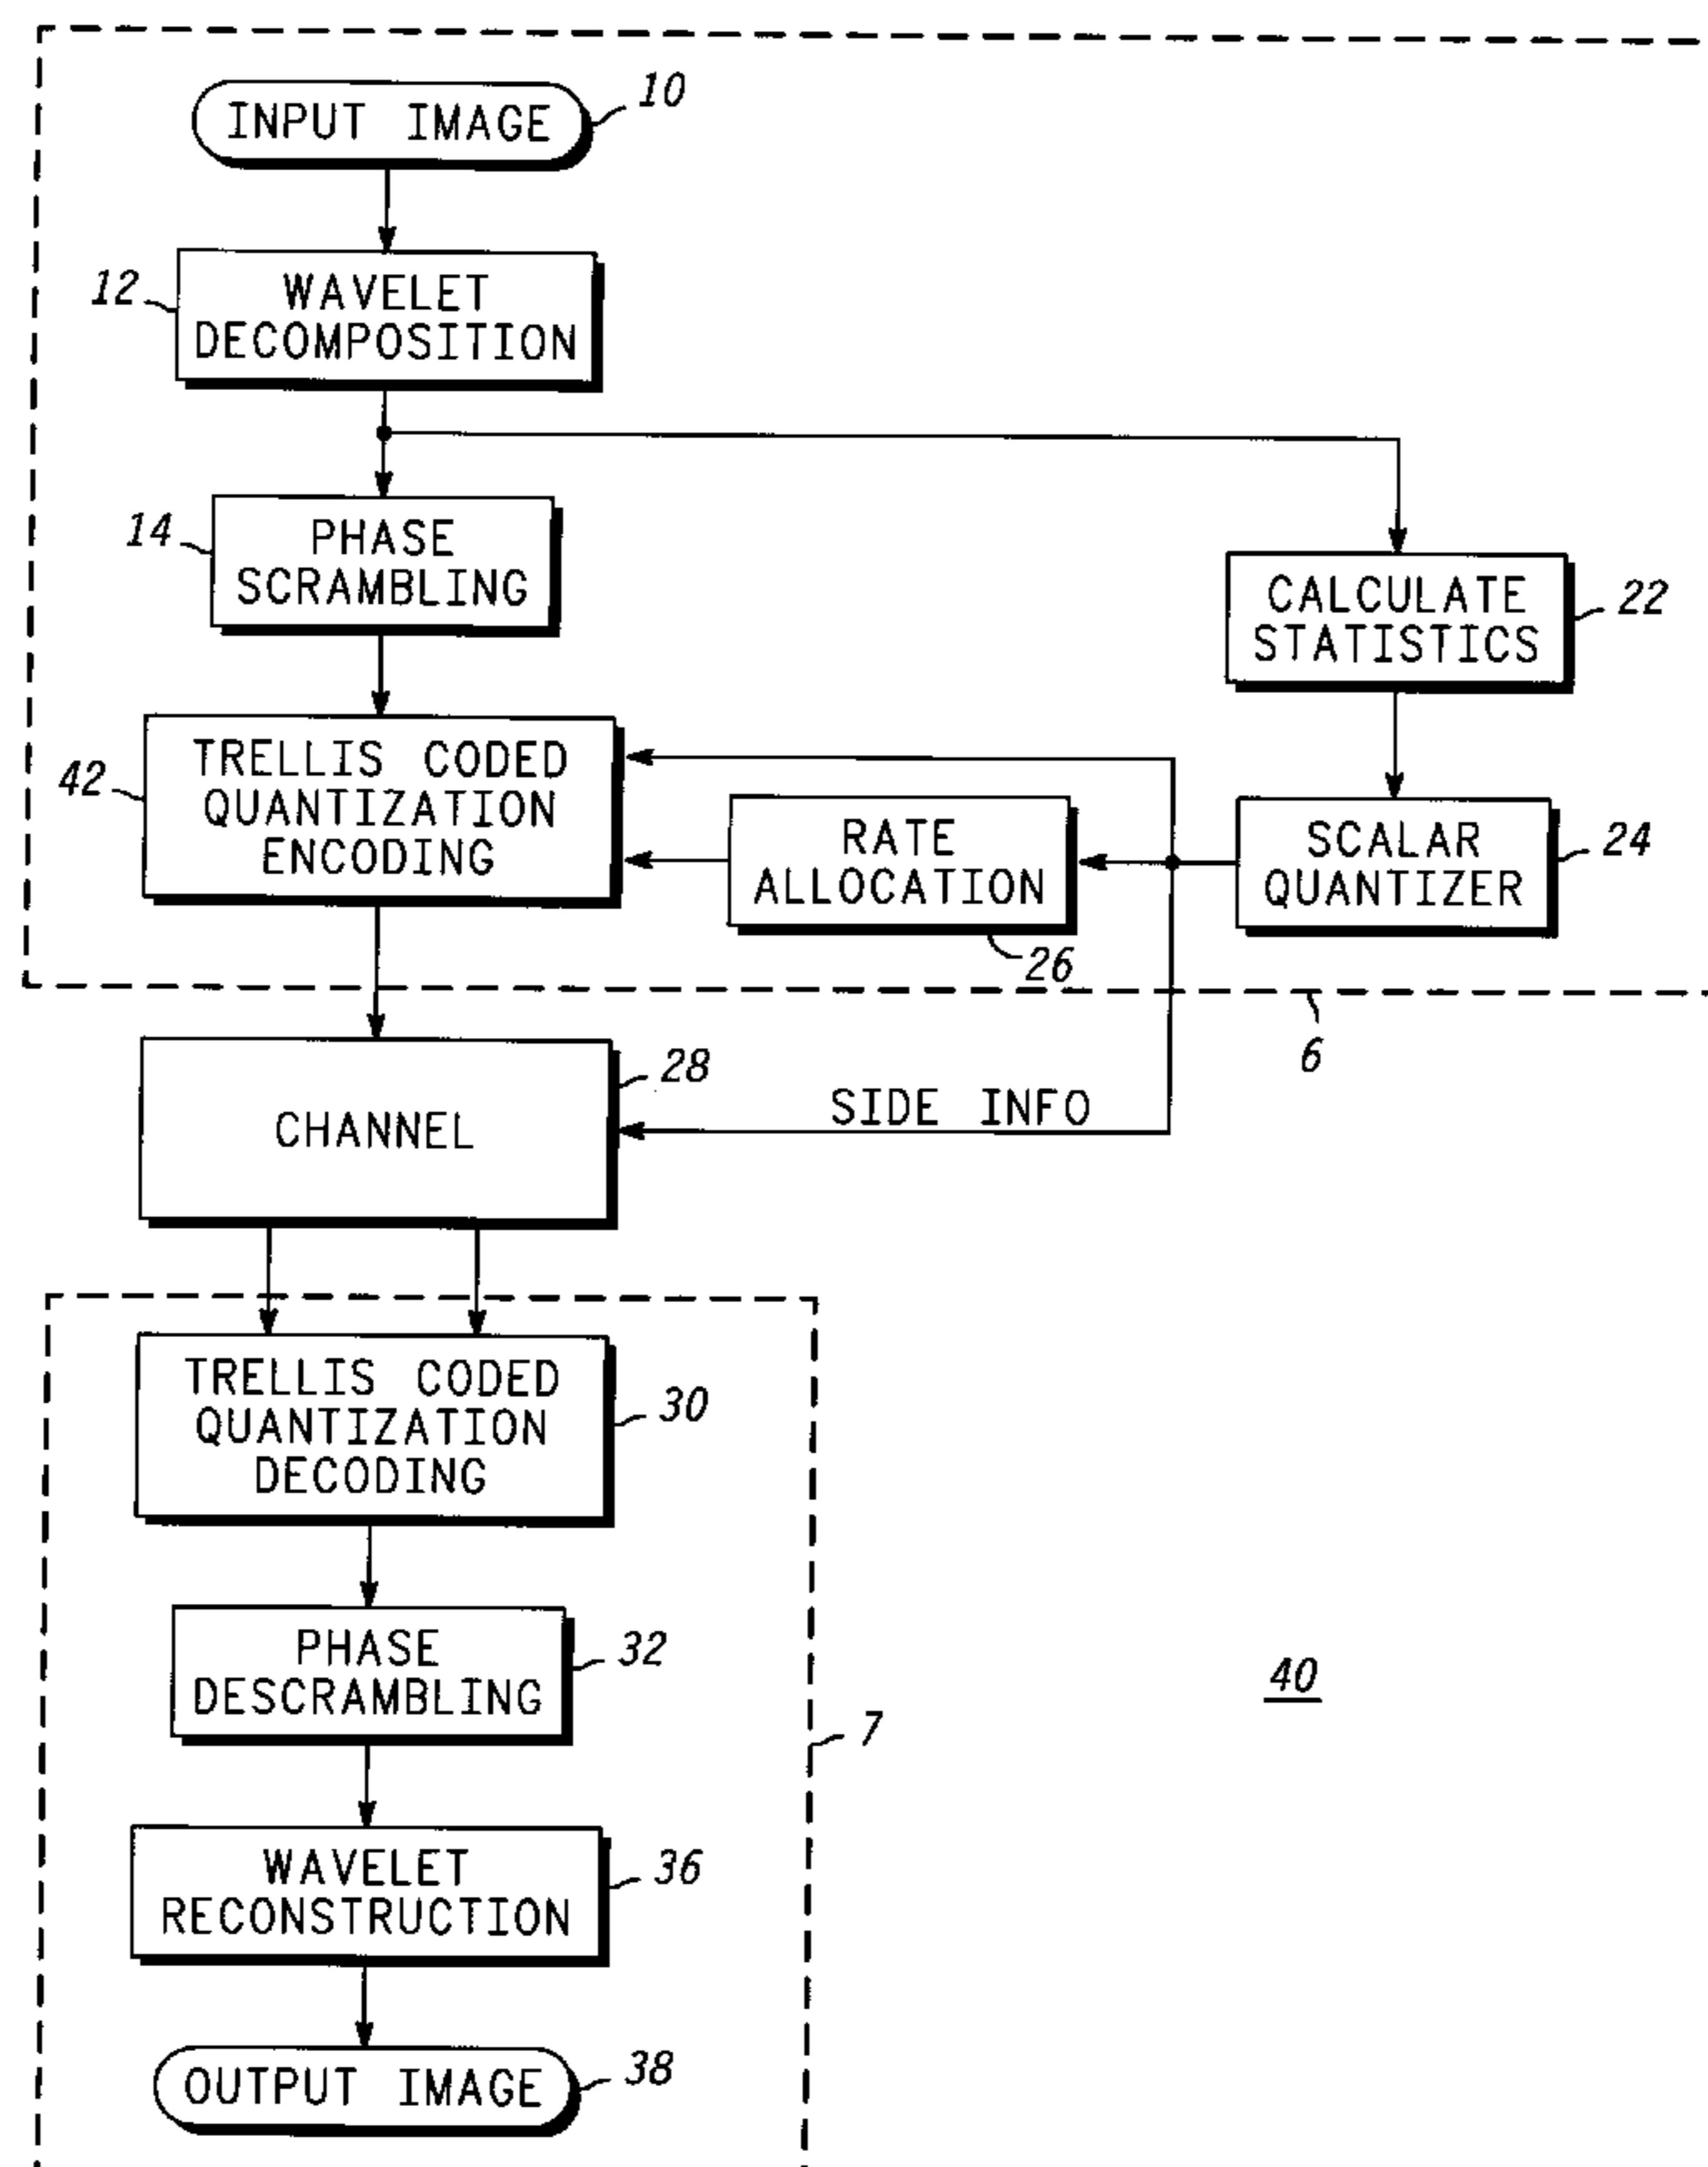 INPUT IMAGE
10
12
WAVELET
DECOMPOSITION
14
PHASE
SCRAMBLING
CALCULATE
STATISTICS
22
42
TRELLIS CODED
QUANTIZATION
ENCODING
RATE
ALLOCATION
26
SCALAR
QUANTIZER
24
6
CHANNEL
28
SIDE INFO
TRELLIS CODED
QUANTIZATION
DECODING
30
PHASE
DESCRAMBLING
32
40
7
WAVELET
RECONSTRUCTION
36
OUTPUT IMAGE
38